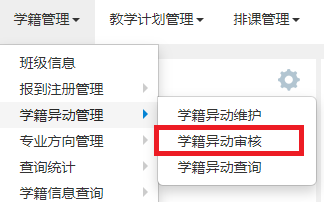 学籍管理 教学计划管理 排课管理
班级信息
报到注册管理
学籍异动管理 学籍异动维护
专业方向管理 学籍异动审核
查询统计 学籍异动查询
学籍信息查询